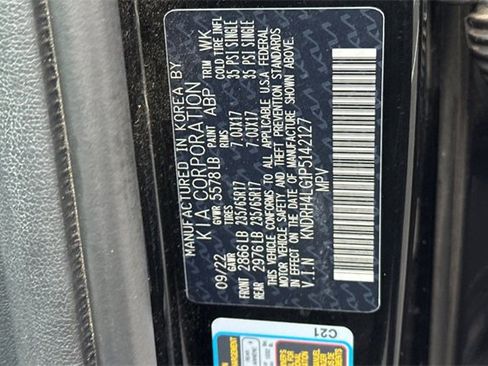 MANUFACTURED IN KOREA BY
KIA CORPORATION
09/22 GVWR 5578 LB PAINT ABP TRIM WK
GAWR TIRES RIMS COLD TIRE INFL
FRONT 2866 LB 235/65R17 7.0JX17 35 PSI SINGLE
REAR 2976 LB 235/65R17 7.0JX17 35 PSI SINGLE
THIS VEHICLE CONFORMS TO ALL APPLICABLE U.S.A FEDERAL
MOTOR VEHICLE SAFETY AND THEFT PREVENTION STANDARDS
IN EFFECT ON THE DATE OF MANUFACTURE SHOWN ABOVE.
V.I.N KNDRH4LG1P5142127
MPV
C21